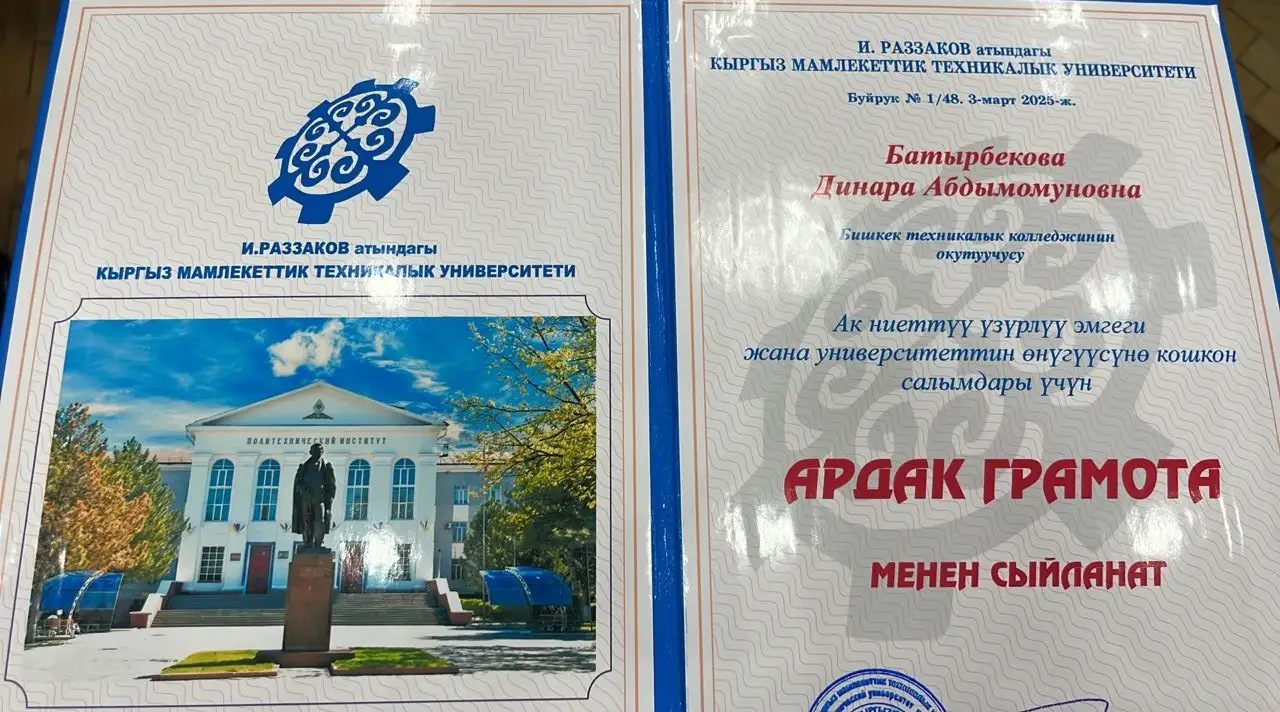 И.РАЗЗАКОВ атындагы
КЫРГЫЗ МАМЛЕКЕТТИК ТЕХНИКАЛЫК УНИВЕРСИТЕТИ
ПОЛИТЕХНИЧЕСКИЙ ИНСТИТУТ
И. РАЗЗАКОВ атындагы
КЫРГЫЗ МАМЛЕКЕТТИК ТЕХНИКАЛЫК УНИВЕРСИТЕТИ
Буйрук № 1/48. 3-март 2025-ж.
Батырбекова
Динара Абдымомуновна
Бишкек техникалык колледжинин
окутуучусу
Ак ниеттүү үзүрлүү эмгеги
жана университеттин өнүгүүсүнө кошкон
салымдары үчүн
АРДАК ГРАМОТА
МЕНЕН СЫЙЛАНАТ